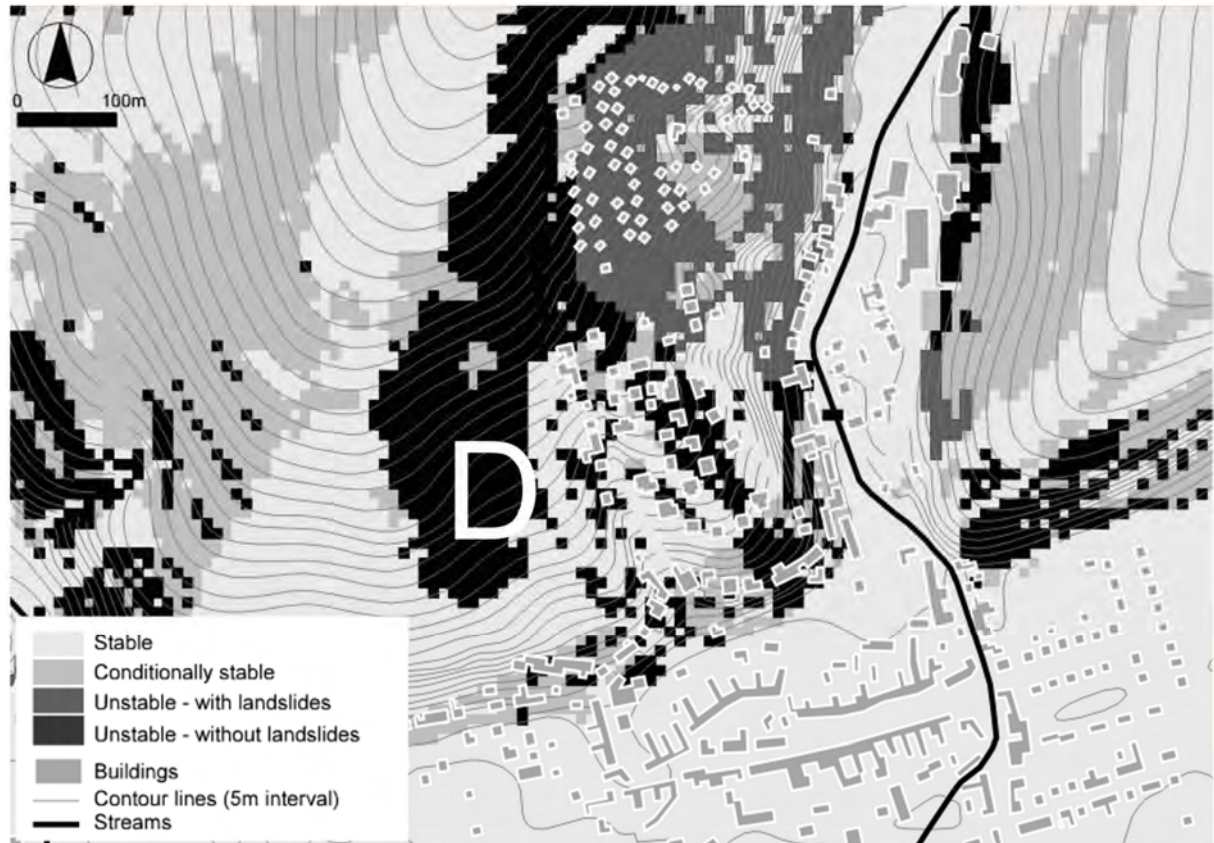 0 100m
D
Stable
Conditionally stable
Unstable - with landslides
Unstable - without landslides
Buildings
Contour lines (5m interval)
Streams